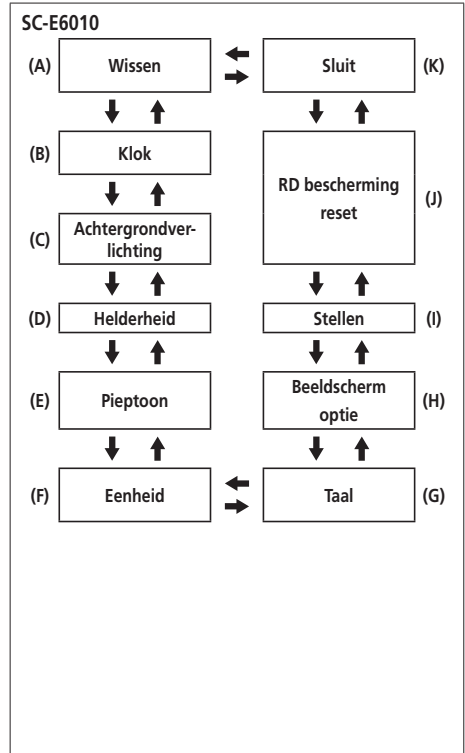 SC-E6010
(A) Wissen Sluit (K)
(B) Klok
RD bescherming
reset
(J)
(C) Achtergrondver-
lichting
(D) Helderheid Stellen (I)
(E) Pieptoon Beeldscherm
optie
(H)
(F) Eenheid Taal (G)